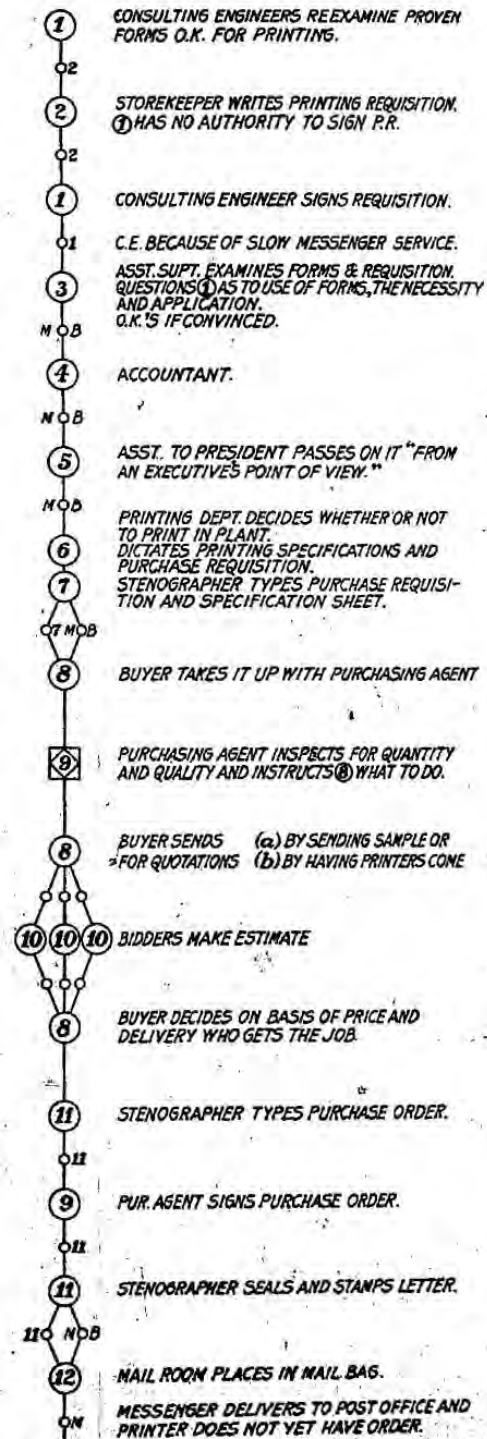 1 CONSULTING ENGINEERS REEXAMINE PROVEN
FORMS O.K. FOR PRINTING.
2
2 STOREKEEPER WRITES PRINTING REQUISITION.
① HAS NO AUTHORITY TO SIGN P.R.
2
1 CONSULTING ENGINEER SIGNS REQUISITION.
1 C.E. BECAUSE OF SLOW MESSENGER SERVICE.
3 ASST. SUPT. EXAMINES FORMS & REQUISITION.
QUESTIONS ① AS TO USE OF FORMS, THE NECESSITY
AND APPLICATION.
O.K.'S IF CONVINCED.
M B
4 ACCOUNTANT.
M B
5 ASST. TO PRESIDENT PASSES ON IT "FROM
AN EXECUTIVE'S POINT OF VIEW."
M B
PRINTING DEPT. DECIDES WHETHER OR NOT
TO PRINT IN PLANT.
6 DICTATES PRINTING SPECIFICATIONS AND
PURCHASE REQUISITION.
7 STENOGRAPHER TYPES PURCHASE REQUISI-
TION AND SPECIFICATION SHEET.
7 M B
8 BUYER TAKES IT UP WITH PURCHASING AGENT
9 PURCHASING AGENT INSPECTS FOR QUANTITY
AND QUALITY AND INSTRUCTS ⑧ WHAT TO DO.
8 BUYER SENDS (a) BY SENDING SAMPLE OR
FOR QUOTATIONS (b) BY HAVING PRINTERS COME
10 10 10 BIDDERS MAKE ESTIMATE
8 BUYER DECIDES ON BASIS OF PRICE AND
DELIVERY WHO GETS THE JOB.
11 STENOGRAPHER TYPES PURCHASE ORDER.
11
9 PUR. AGENT SIGNS PURCHASE ORDER.
11
11 STENOGRAPHER SEALS AND STAMPS LETTER.
11 M B
12 MAIL ROOM PLACES IN MAIL BAG.
M MESSENGER DELIVERS TO POST OFFICE AND
PRINTER DOES NOT YET HAVE ORDER.